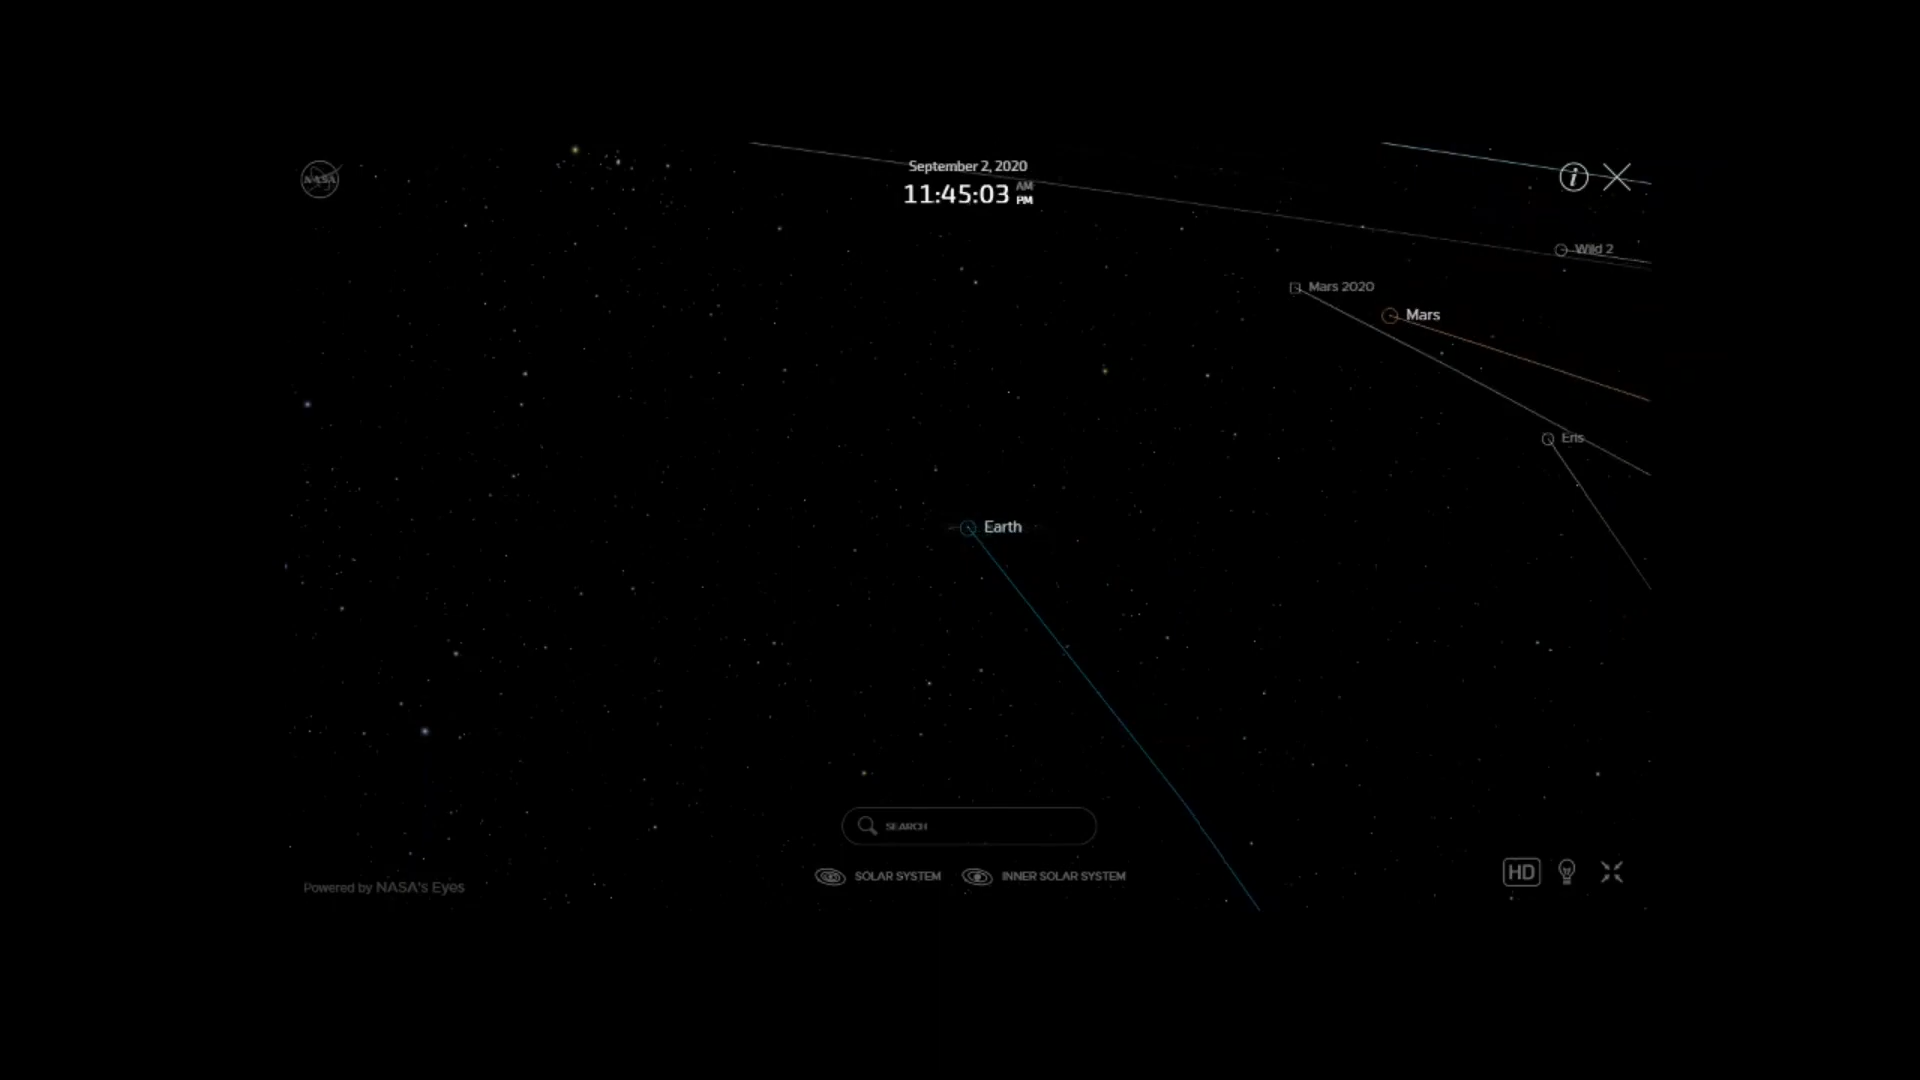 NASA
September 2, 2020
11:45:03 AM PM
i
Wild 2
Mars 2020
Mars
Eris
Earth
SEARCH
SOLAR SYSTEM
INNER SOLAR SYSTEM
HD
Powered by NASA's Eyes